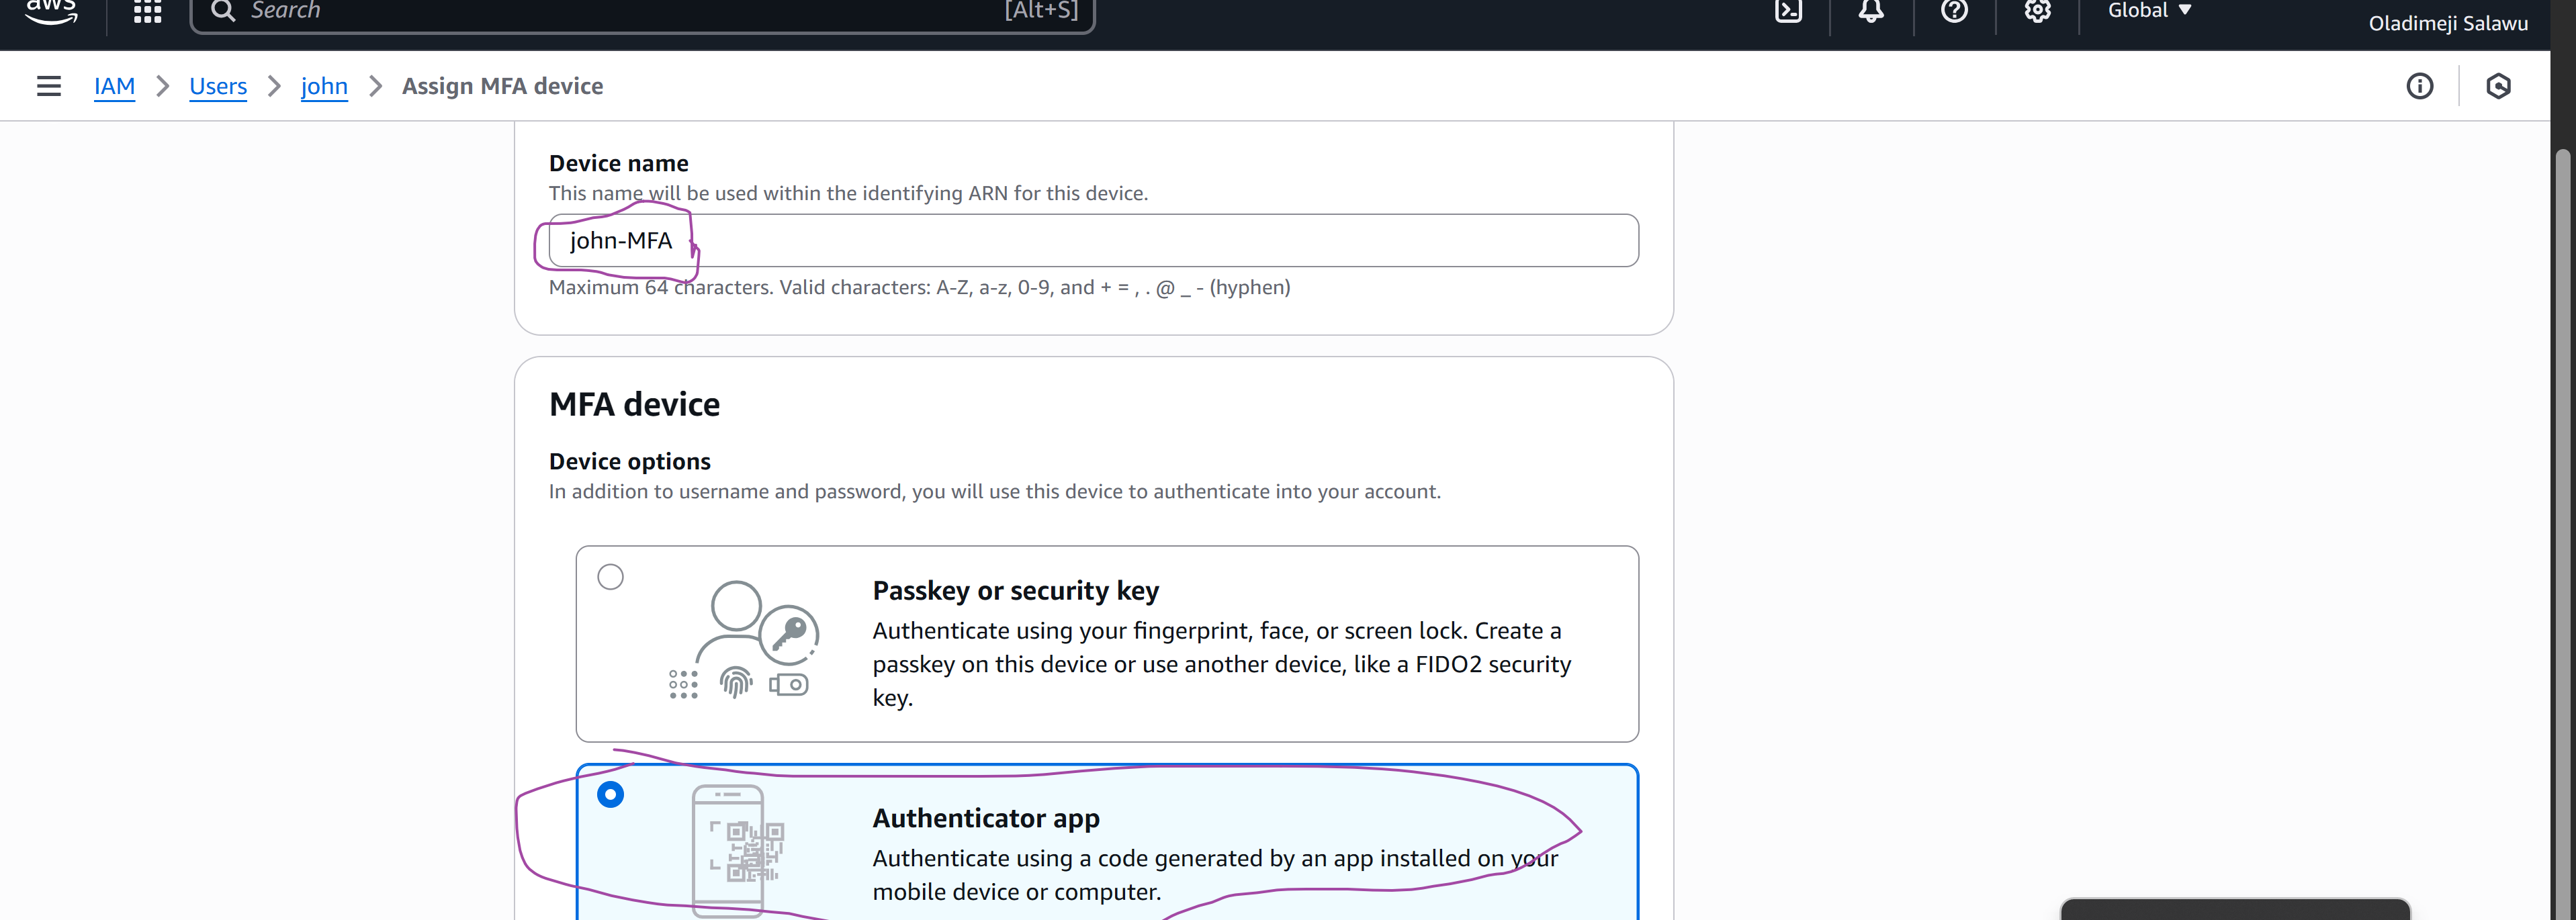 aws
Search
[Alt+S]
Global
Oladimeji Salawu
IAM
Users
john
Assign MFA device
Device name
This name will be used within the identifying ARN for this device.
john-MFA
Maximum 64 characters. Valid characters: A-Z, a-z, 0-9, and + = , . @ _ - (hyphen)
MFA device
Device options
In addition to username and password, you will use this device to authenticate into your account.
Passkey or security key
Authenticate using your fingerprint, face, or screen lock. Create a
passkey on this device or use another device, like a FIDO2 security
key.
Authenticator app
Authenticate using a code generated by an app installed on your
mobile device or computer.